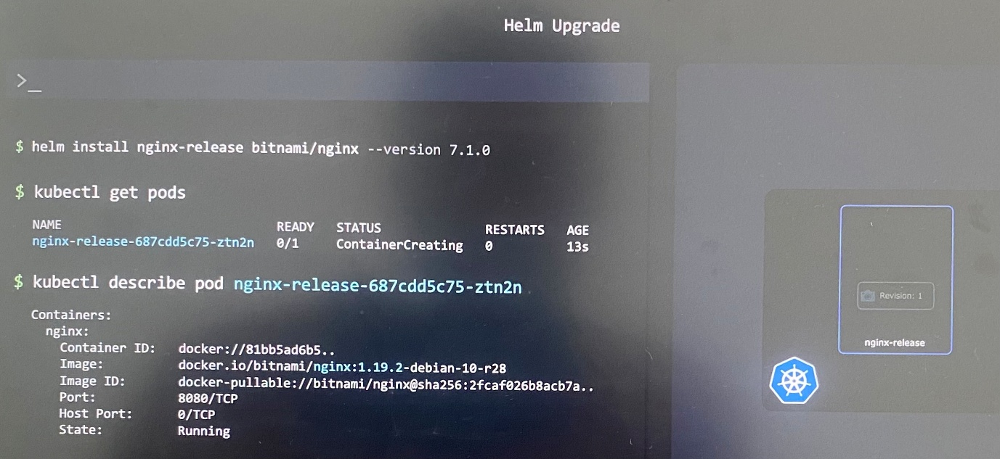 Helm Upgrade
>_
$ helm install nginx-release bitnami/nginx --version 7.1.0
$ kubectl get pods
NAME READY STATUS RESTARTS AGE
nginx-release-687cdd5c75-ztn2n 0/1 ContainerCreating 0 13s
$ kubectl describe pod nginx-release-687cdd5c75-ztn2n
Containers:
nginx:
Container ID: docker://81bb5ad6b5..
Image: docker.io/bitnami/nginx:1.19.2-debian-10-r28
Image ID: docker-pullable://bitnami/nginx@sha256:2fcaf026b8acb7a..
Port: 8080/TCP
Host Port: 0/TCP
State: Running
Revision: 1
nginx-release